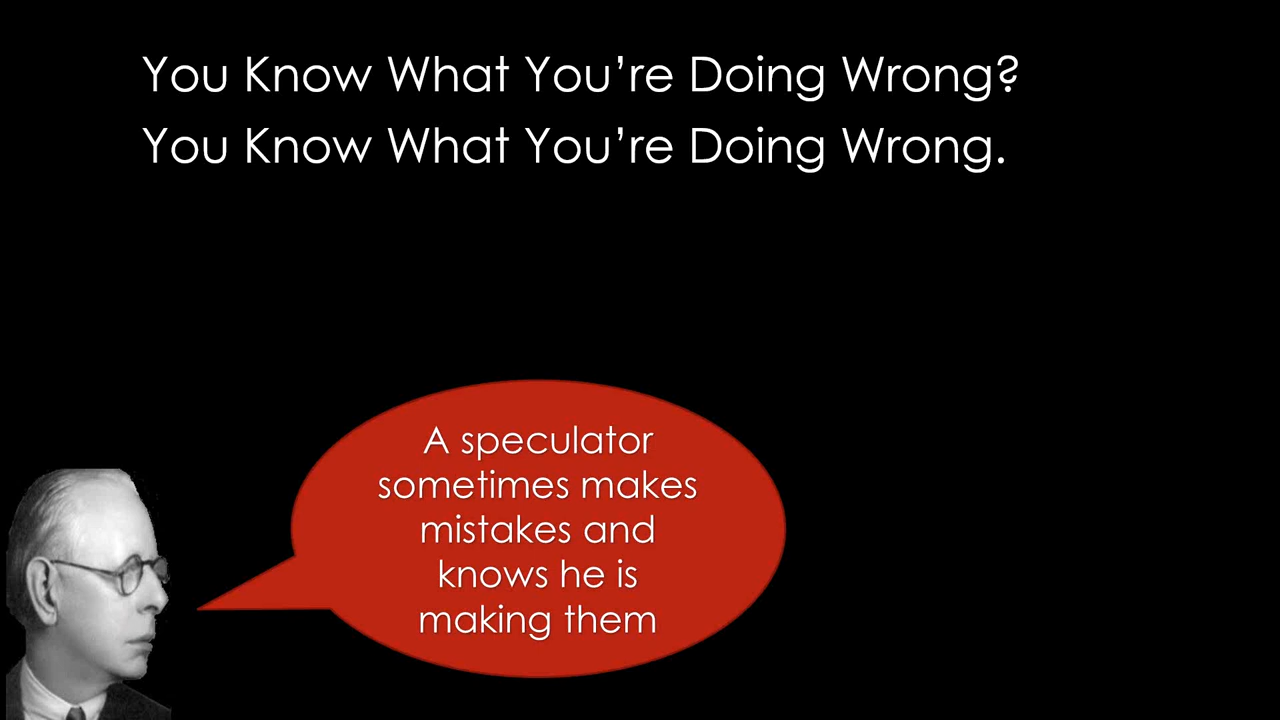 You Know What You’re Doing Wrong?
You Know What You’re Doing Wrong.
A speculator
sometimes makes
mistakes and
knows he is
making them